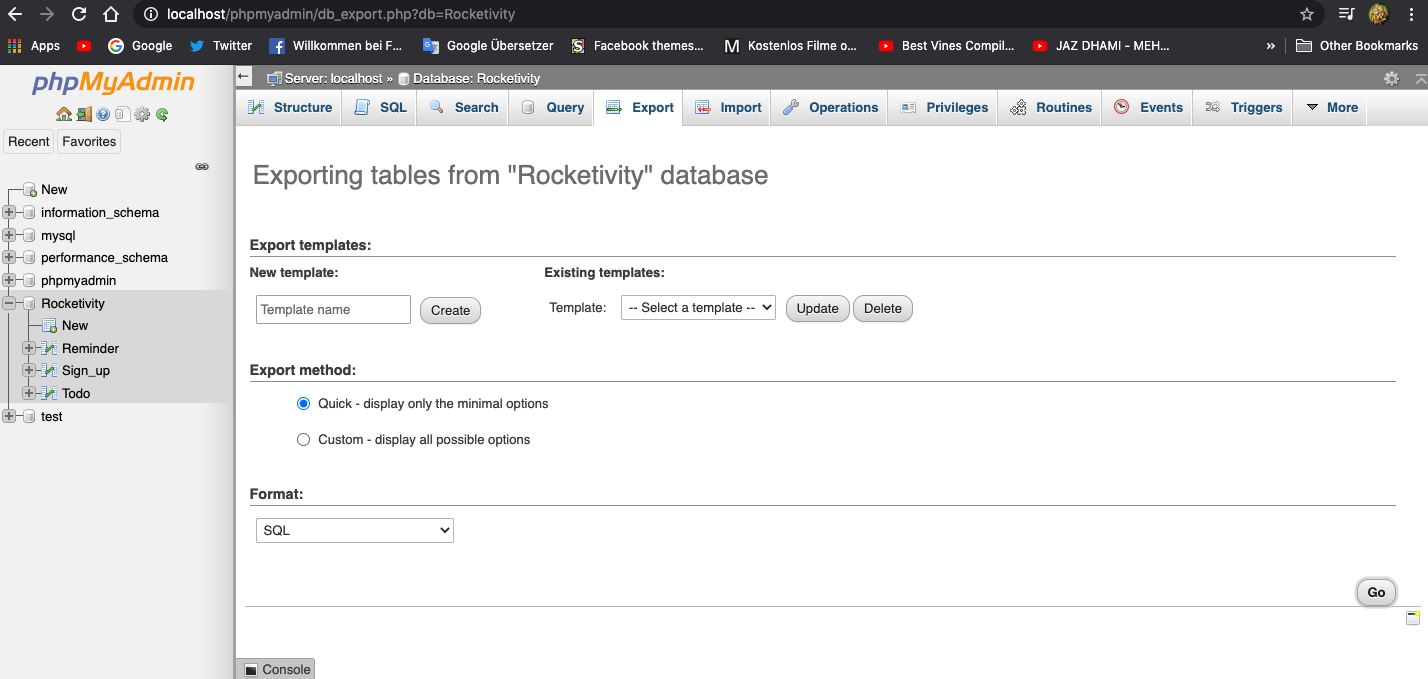 localhost/phpmyadmin/db_export.php?db=Rocketivity
Apps Google Twitter Willkommen bei F... Google Übersetzer Facebook themes... Kostenlos Filme o... Best Vines Compil... JAZ DHAMI - MEH... » Other Bookmarks
phpMyAdmin
Recent Favorites
New
information_schema
mysql
performance_schema
phpmyadmin
Rocketivity
New
Reminder
Sign_up
Todo
test
Server: localhost » Database: Rocketivity
Structure SQL Search Query Export Import Operations Privileges Routines Events Triggers More
Exporting tables from "Rocketivity" database
Export templates:
New template: Existing templates:
Template name Create Template: -- Select a template -- Update Delete
Export method:
Quick - display only the minimal options
Custom - display all possible options
Format:
SQL
Go
Console